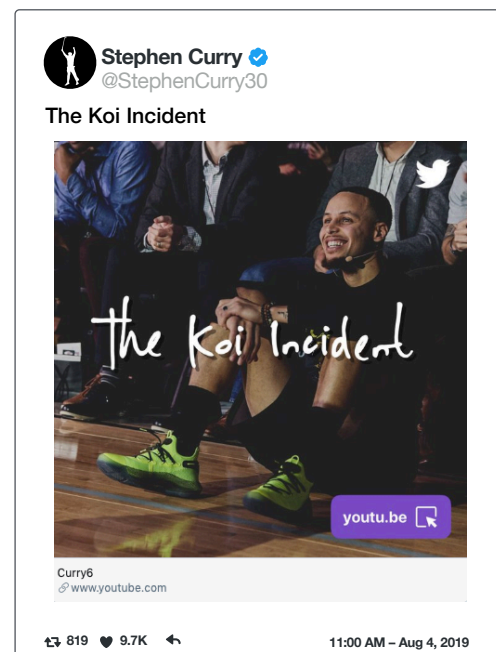 Stephen Curry
@StephenCurry30
The Koi Incident
the Koi Incident
youtu.be
Curry6
www.youtube.com
819 9.7K
11:00 AM – Aug 4, 2019